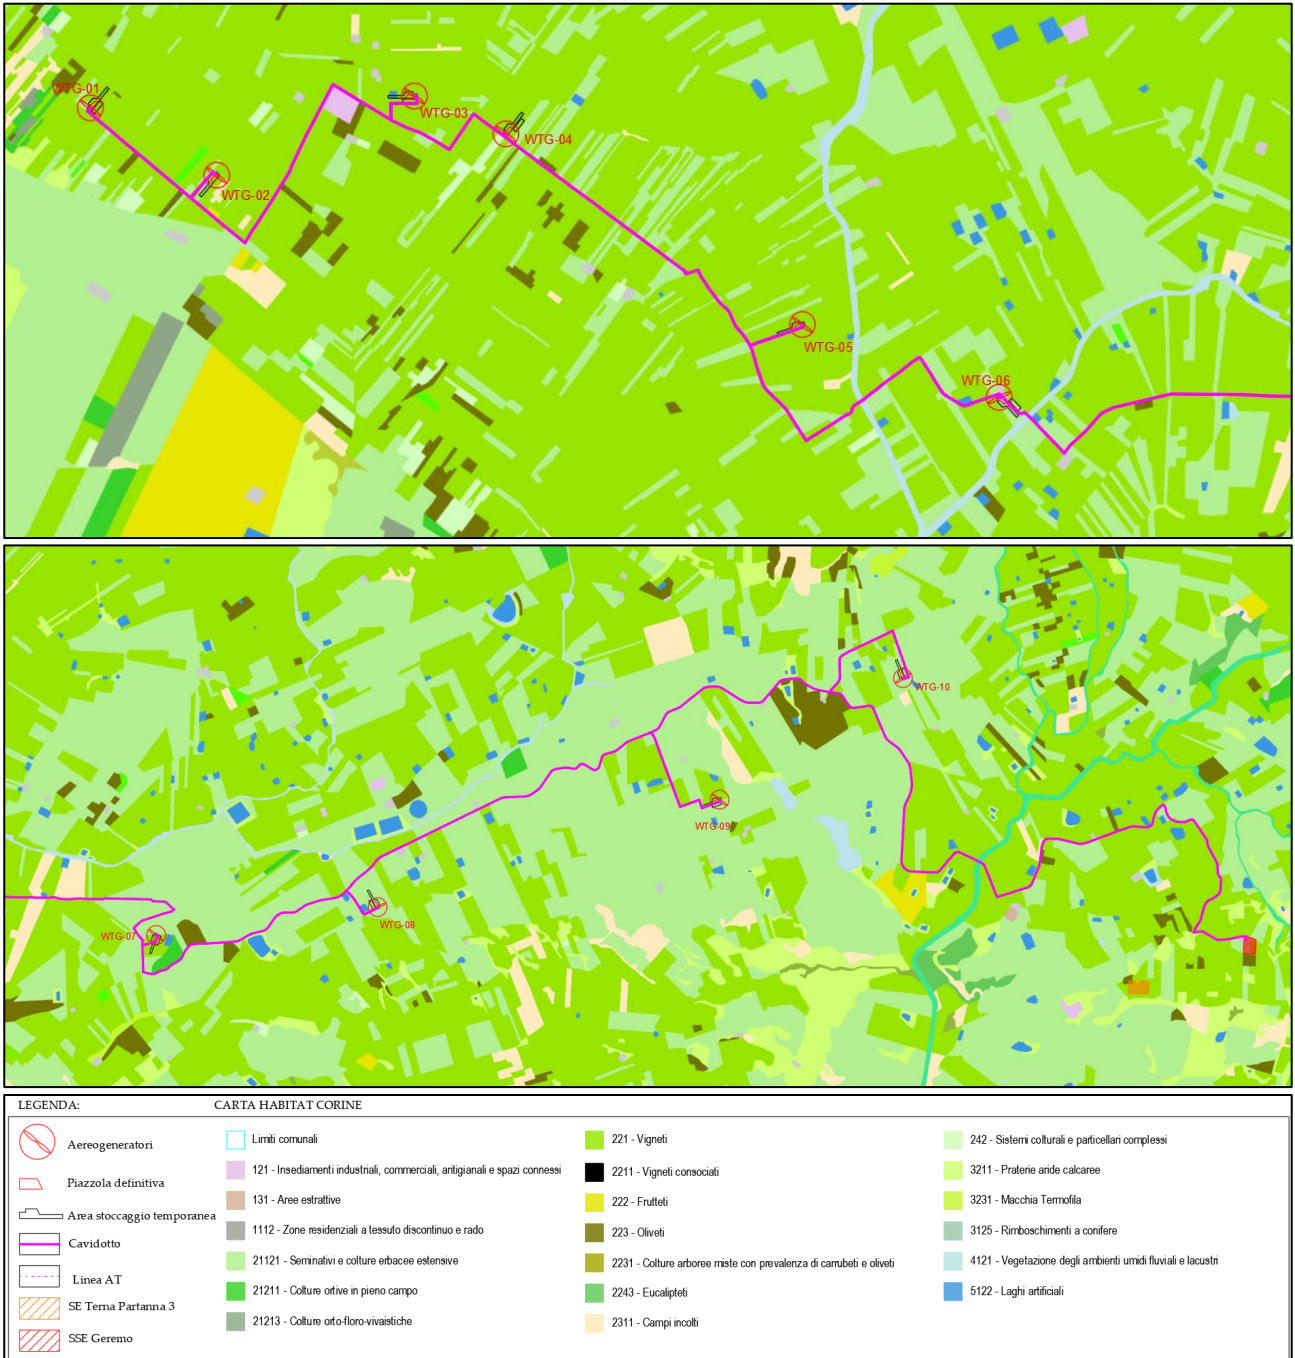 WTG-01
WTG-02
WTG-03
WTG-04
WTG-05
WTG-06
WTG-07
WTG-08
WTG-09
WTG-10
LEGENDA:
CARTA HABITAT CORINE
Aereogeneratori
Piazzola definitiva
Area stoccaggio temporanea
Cavidotto
Linea AT
SE Terna Partanna 3
SSE Geremo
Limiti comunali
121 - Insediamenti industriali, commerciali, aritigianali e spazi connessi
131 - Aree estrattive
1112 - Zone residenziali a tessuto discontinuo e rado
21121 - Seminativi e colture erbacee estensive
21211 - Colture ortive in pieno campo
21213 - Colture orto-floro-vivaistiche
221 - Vigneti
2211 - Vigneti consociati
222 - Frutteti
223 - Oliveti
2231 - Colture arboree miste con prevalenza di carrubeti e oliveti
2243 - Eucalipteti
2311 - Campi incolti
242 - Sistemi colturali e particellari complessi
3211 - Praterie aride calcaree
3231 - Macchia Termofila
3125 - Rimboschimenti a conifere
4121 - Vegetazione degli ambienti umidi fluviali e lacustri
5122 - Laghi artificiali